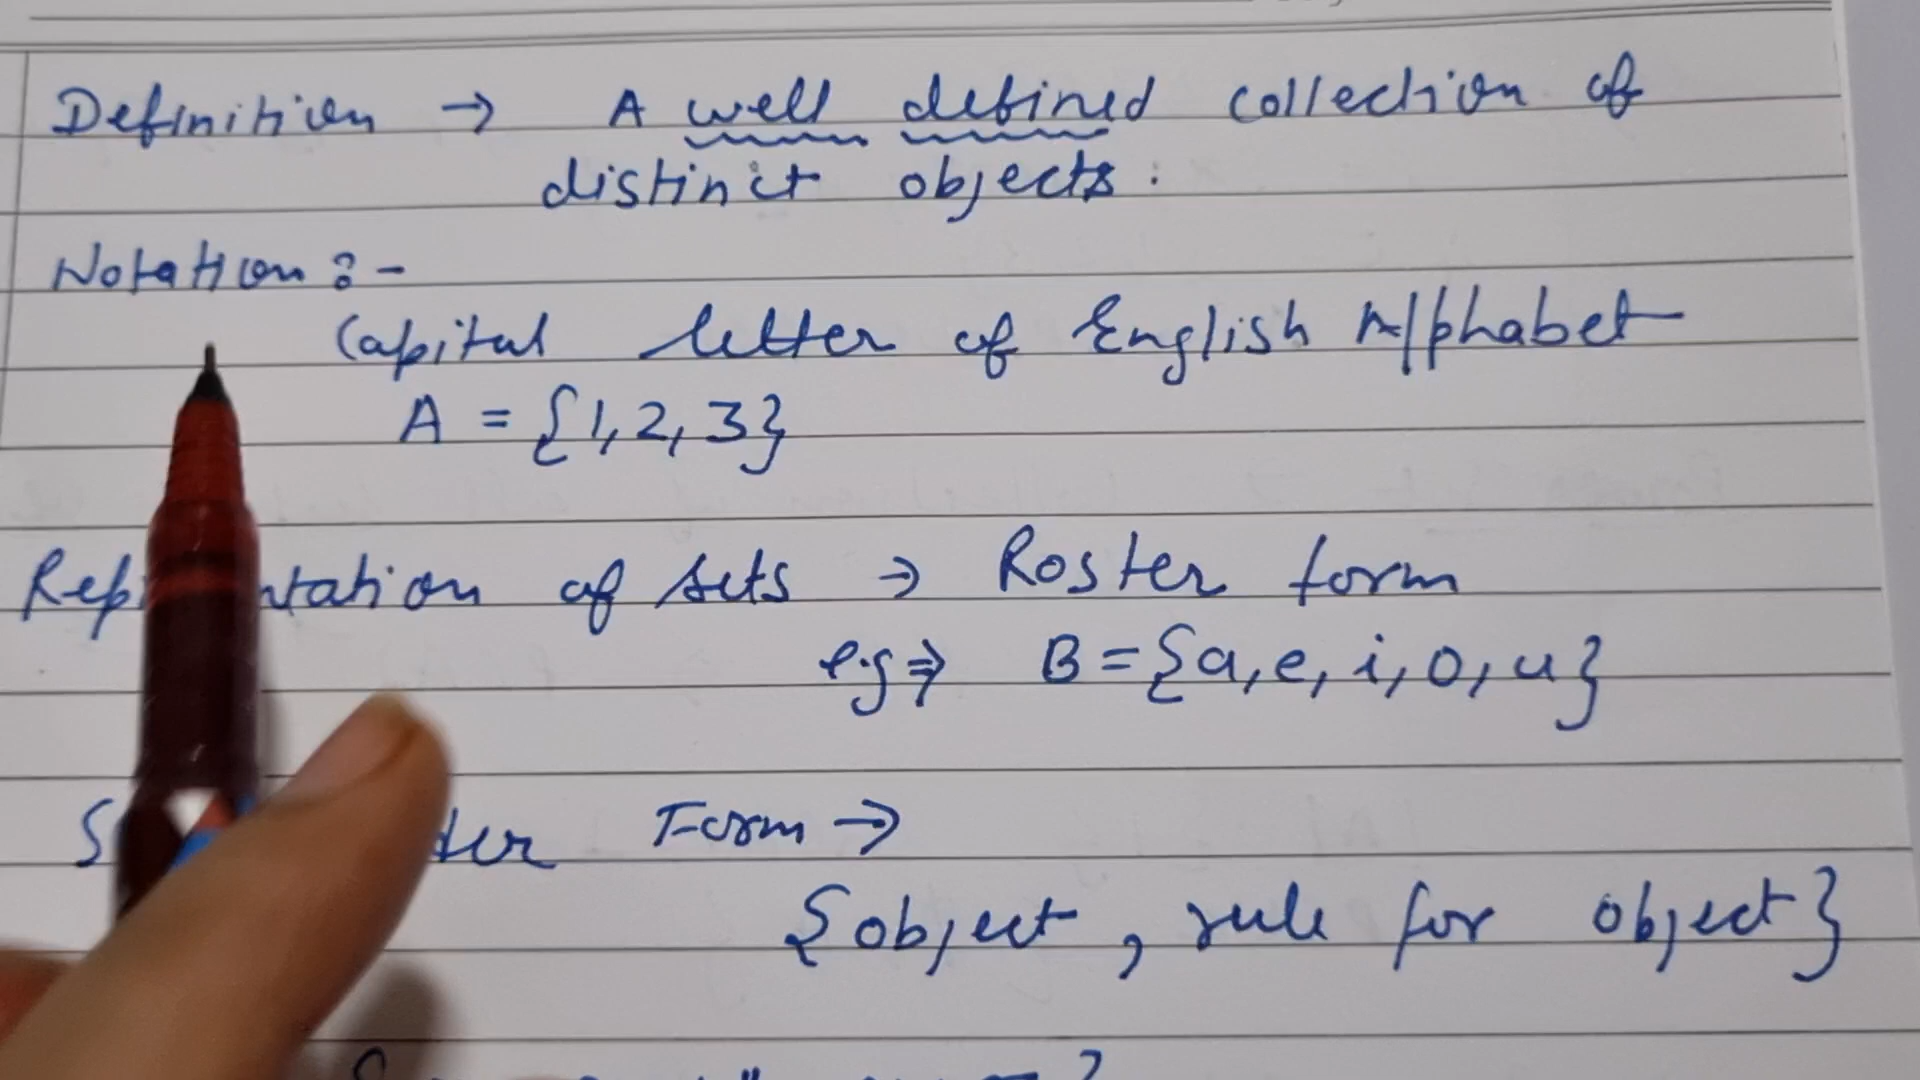 Definition → A well defined collection of
distinct objects :
Notation :-
Capital letter of English Alphabet
A = {1, 2, 3}
of sets → Roster form
e.g ⇒ B = {a, e, i, o, u}
Form →
{object, rule for object}